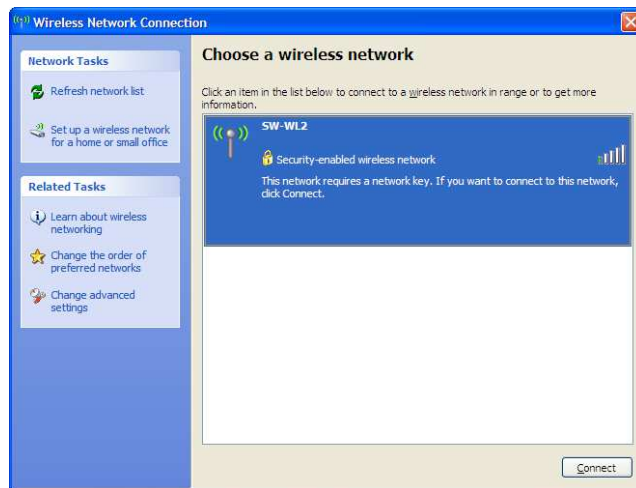 Wireless Network Connection
Network Tasks
Refresh network list
Set up a wireless network
for a home or small office
Related Tasks
Learn about wireless
networking
Change the order of
preferred networks
Change advanced
settings
Choose a wireless network
Click an item in the list below to connect to a wireless network in range or to get more
information.
SW-WL2
Security-enabled wireless network
This network requires a network key. If you want to connect to this network,
click Connect.
Connect